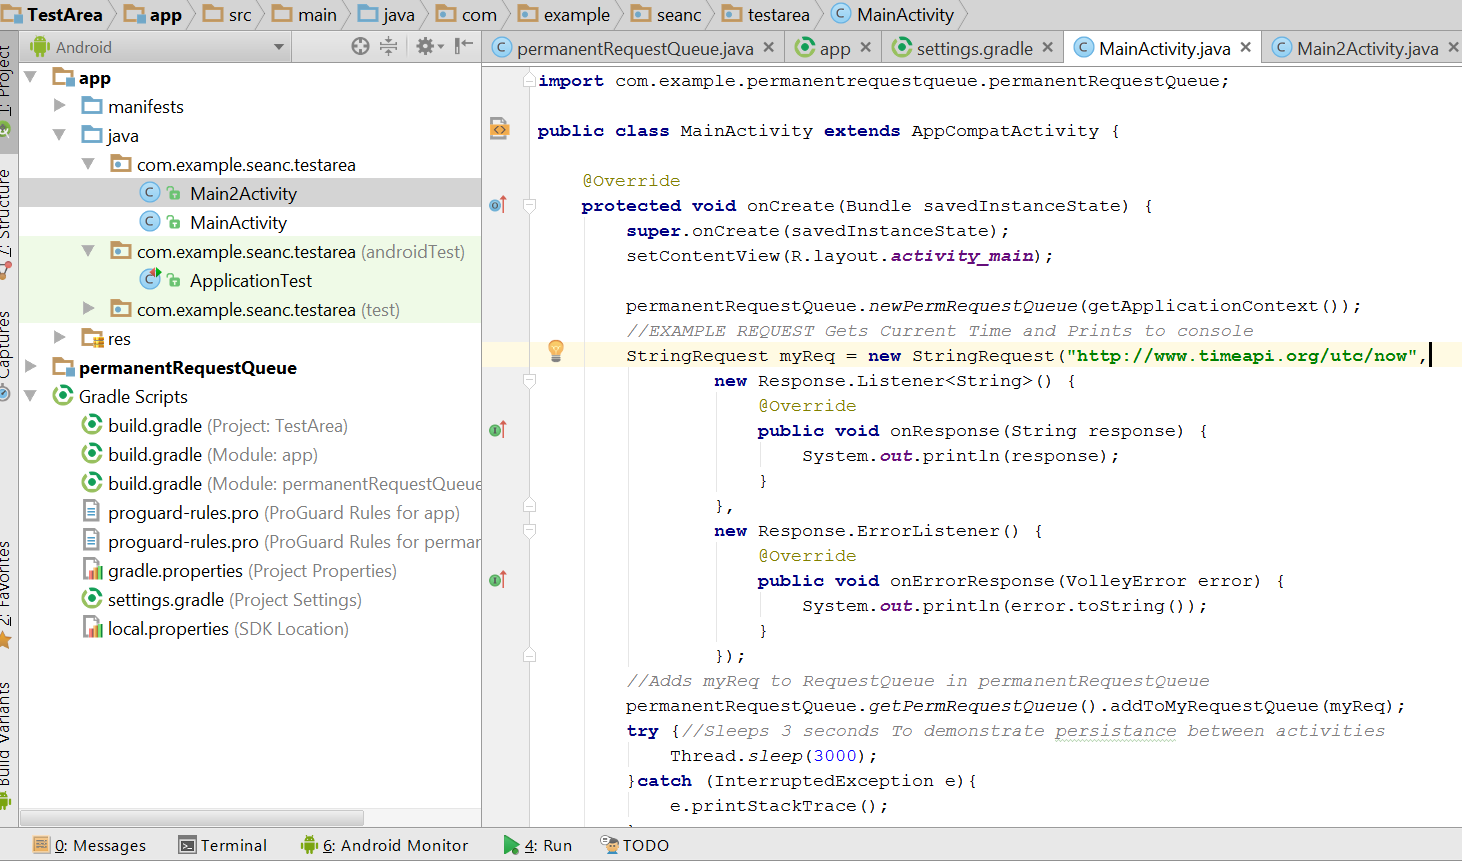 TestArea app src main java com example seanc testarea MainActivity
Android
permanentRequestQueue.java app settings.gradle MainActivity.java Main2Activity.java
1: Project
7: Structure
Captures
2: Favorites
Build Variants
app
manifests
java
com.example.seanc.testarea
Main2Activity
MainActivity
com.example.seanc.testarea (androidTest)
ApplicationTest
com.example.seanc.testarea (test)
res
permanentRequestQueue
Gradle Scripts
build.gradle (Project: TestArea)
build.gradle (Module: app)
build.gradle (Module: permanentRequestQueue
proguard-rules.pro (ProGuard Rules for app)
proguard-rules.pro (ProGuard Rules for permar
gradle.properties (Project Properties)
settings.gradle (Project Settings)
local.properties (SDK Location)
import com.example.permanentrequestqueue.permanentRequestQueue;
public class MainActivity extends AppCompatActivity {
@Override
protected void onCreate(Bundle savedInstanceState) {
super.onCreate(savedInstanceState);
setContentView(R.layout.activity_main);
permanentRequestQueue.newPermRequestQueue(getApplicationContext());
//EXAMPLE REQUEST Gets Current Time and Prints to console
StringRequest myReq = new StringRequest("http://www.timeapi.org/utc/now",
new Response.Listener<String>() {
@Override
public void onResponse(String response) {
System.out.println(response);
}
},
new Response.ErrorListener() {
@Override
public void onErrorResponse(VolleyError error) {
System.out.println(error.toString());
}
});
//Adds myReq to RequestQueue in permanentRequestQueue
permanentRequestQueue.getPermRequestQueue().addToMyRequestQueue(myReq);
try {//Sleeps 3 seconds To demonstrate persistance between activities
Thread.sleep(3000);
}catch (InterruptedException e){
e.printStackTrace();
0: Messages Terminal 6: Android Monitor 4: Run TODO